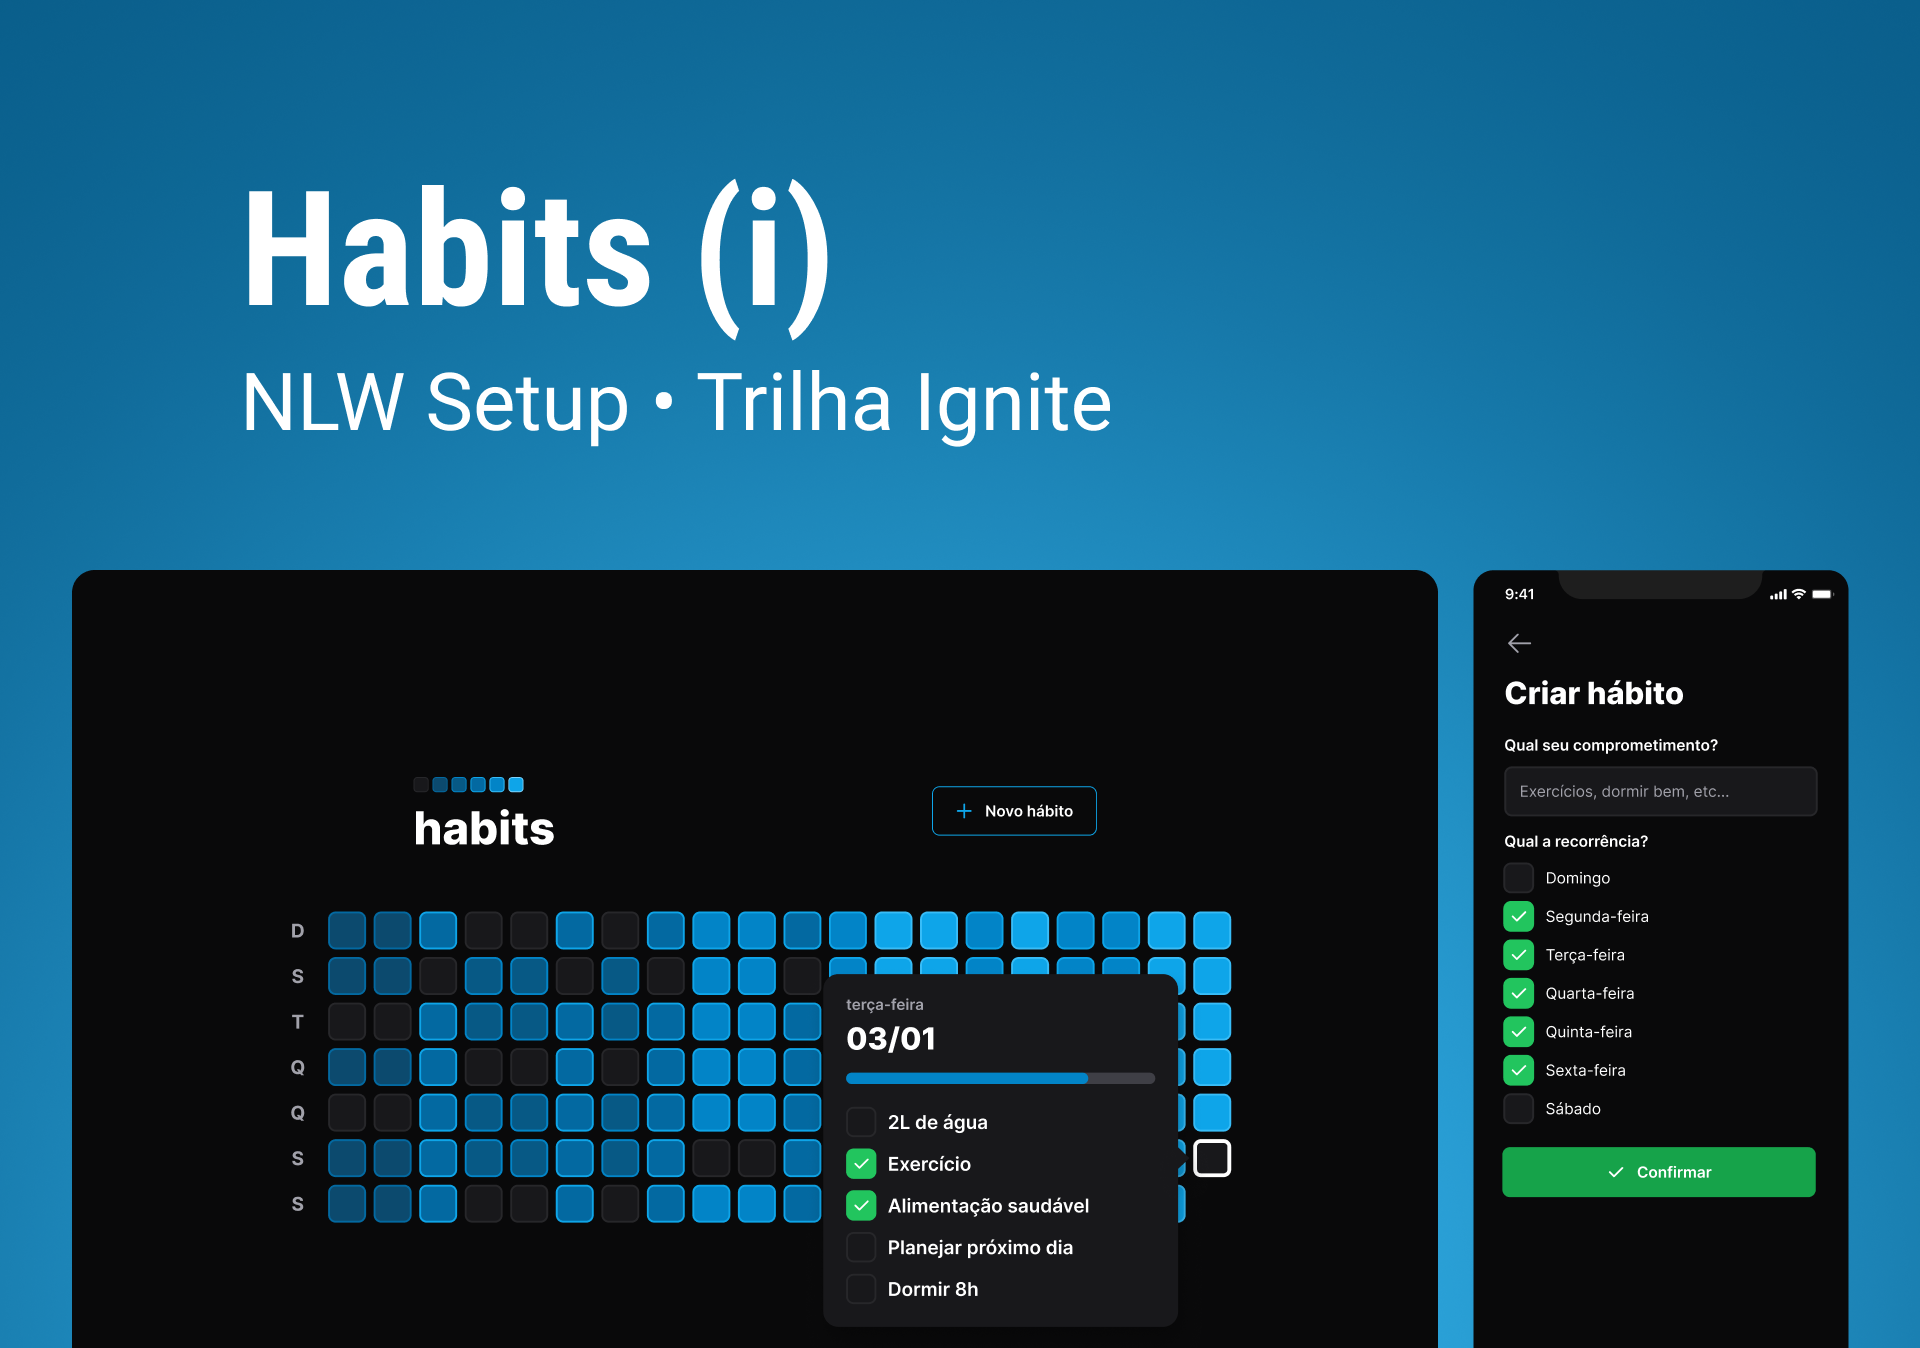 Habits (i)
NLW Setup • Trilha Ignite
habits
Novo hábito
D
S
T
Q
Q
S
S
terça-feira
03/01
2L de água
Exercício
Alimentação saudável
Planejar próximo dia
Dormir 8h
9:41
Criar hábito
Qual seu comprometimento?
Exercícios, dormir bem, etc...
Qual a recorrência?
Domingo
Segunda-feira
Terça-feira
Quarta-feira
Quinta-feira
Sexta-feira
Sábado
Confirmar